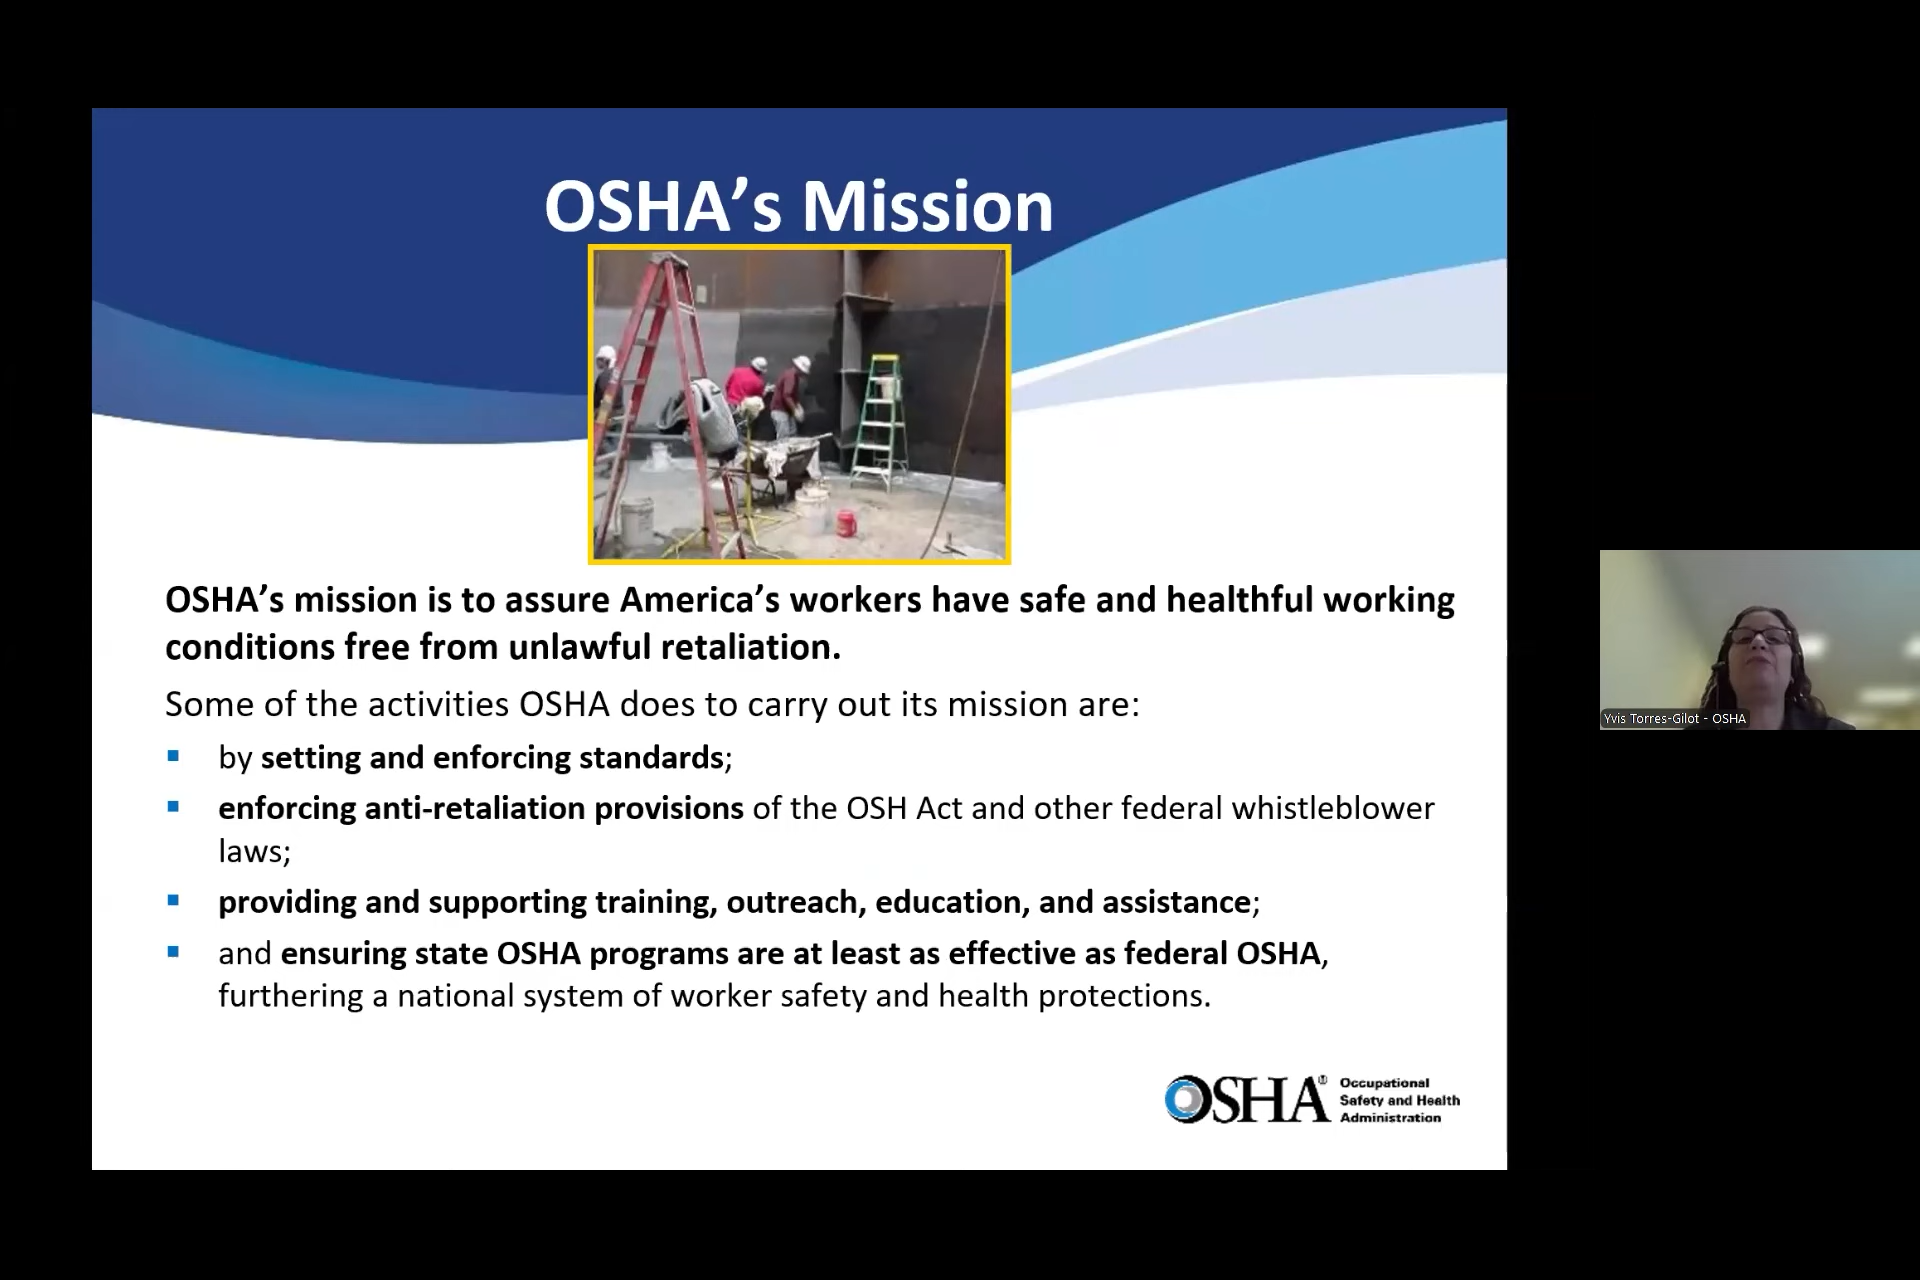 OSHA’s Mission
OSHA’s mission is to assure America’s workers have safe and healthful working
conditions free from unlawful retaliation.
Some of the activities OSHA does to carry out its mission are:
by setting and enforcing standards;
enforcing anti-retaliation provisions of the OSH Act and other federal whistleblower
laws;
providing and supporting training, outreach, education, and assistance;
and ensuring state OSHA programs are at least as effective as federal OSHA,
furthering a national system of worker safety and health protections.
OSHA®
Occupational
Safety and Health
Administration
Yvis Torres-Gilot - OSHA